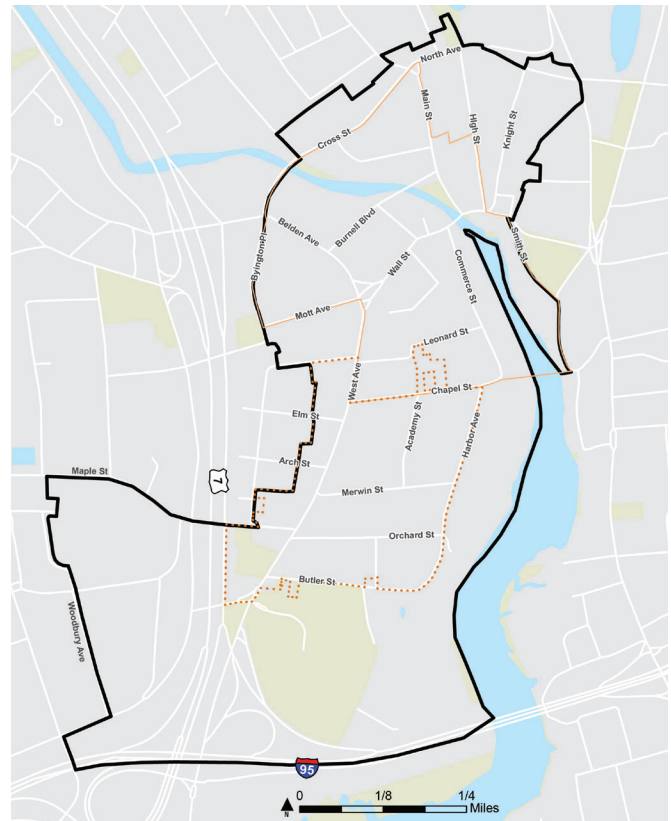 North Ave
Main St
High St
Knight St
Cross St
Smith St
Belden Ave
Burnell Blvd
Byington Pl
Wall St
Commerce St
Mott Ave
Leonard St
West Ave
Chapel St
Elm St
Academy St
Harbor Ave
Arch St
Maple St
7
Merwin St
Orchard St
Butler St
Woodbury Ave
95
N
0 1/8 1/4
Miles